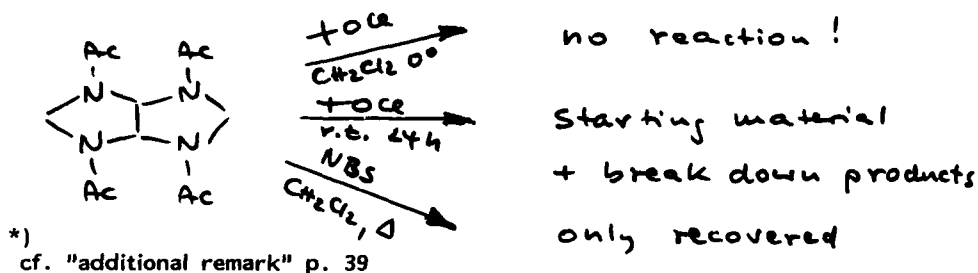 Ac Ac
N N
N N
Ac Ac
+OCl
CH2Cl2 0°
no reaction!
+OCl
r.t. 24h
Starting material
+ break down products
NBS
CH2Cl2, Δ
only recovered
*)
cf. "additional remark" p. 39